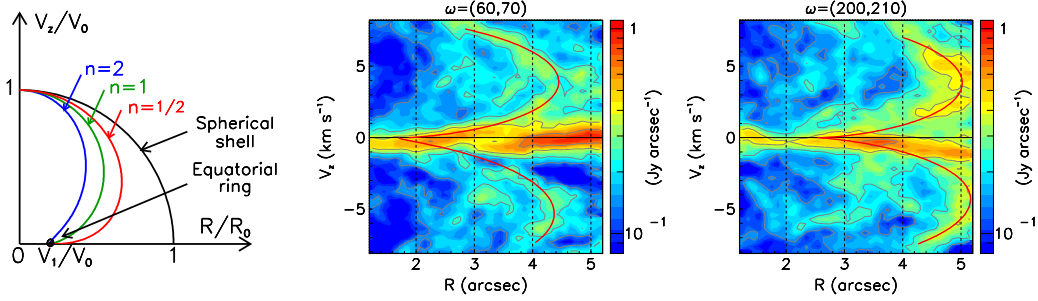 V_z/V_0
1
n=2
n=1
n=1/2
Spherical
shell
Equatorial
ring
R/R_0
0
V_1/V_0
1
ω=(60,70)
V_z (km s⁻¹)
5
0
-5
2
3
4
5
R (arcsec)
1
10⁻¹
(Jy arcsec⁻¹)
ω=(200,210)
V_z (km s⁻¹)
5
0
-5
2
3
4
5
R (arcsec)
1
10⁻¹
(Jy arcsec⁻¹)